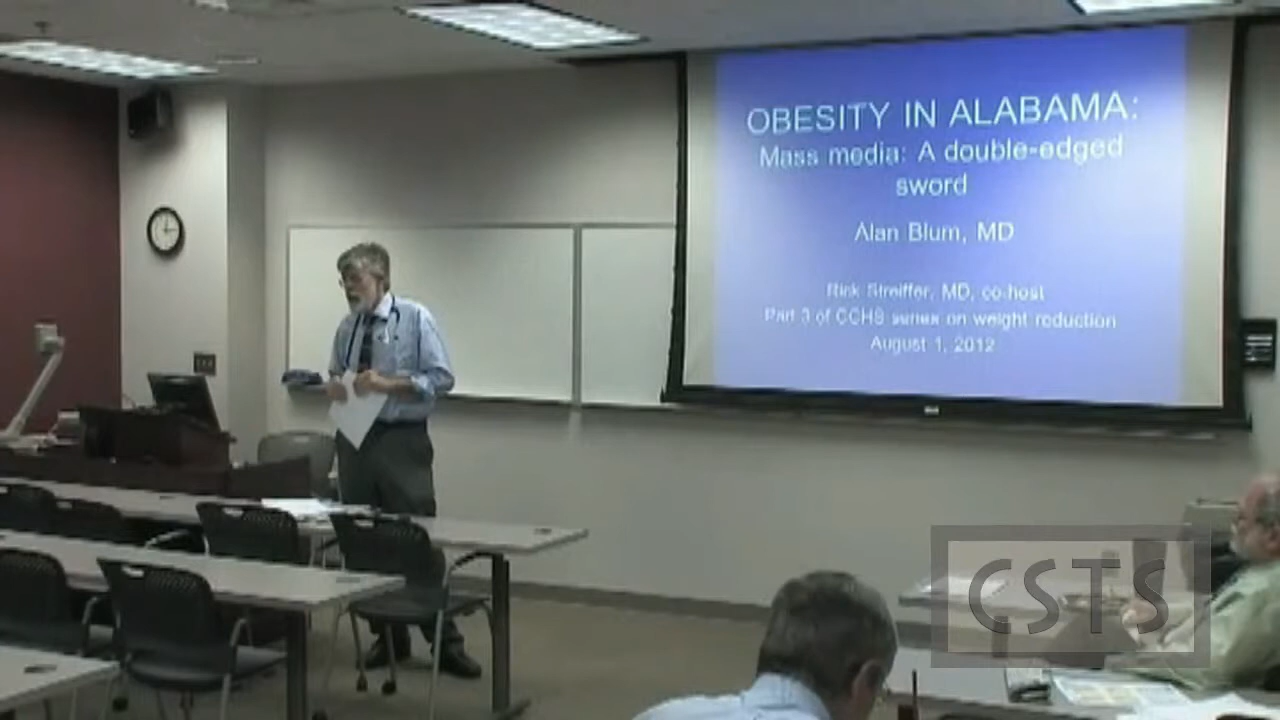 OBESITY IN ALABAMA:
Mass media: A double-edged
sword
Alan Blum, MD
Rick Streiffer, MD, co-host
Part 3 of CCHS series on weight reduction
August 1, 2012
CSTS